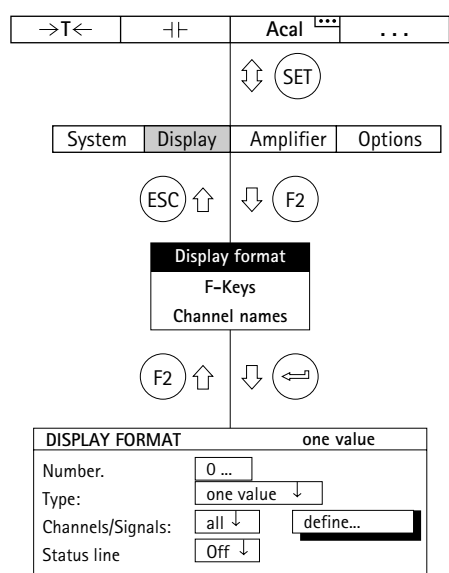 →T← ⊣⊢ Acal ...
SET
System Display Amplifier Options
ESC F2
Display format
F-Keys
Channel names
F2
DISPLAY FORMAT one value
Number. 0 ...
Type: one value ↓
Channels/Signals: all ↓ define...
Status line Off ↓